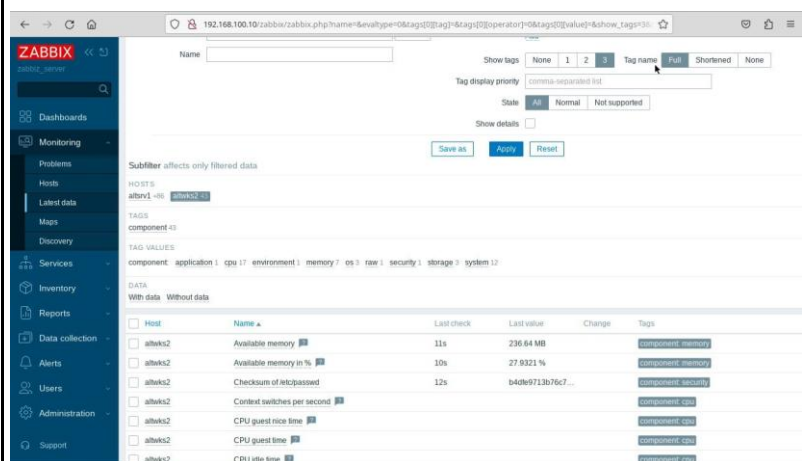 192.168.100.10/zabbix/zabbix.php?name=&evaltype=0&tags[0][tag]=&tags[0][operator]=0&tags[0][value]=&show_tags=3&
ZABBIX
zabbix_server
Name
Show tags None 1 2 3 Tag name Full Shortened None
Tag display priority comma-separated list
State All Normal Not supported
Show details
Save as Apply Reset
Dashboards
Monitoring
Problems
Hosts
Latest data
Maps
Discovery
Services
Inventory
Reports
Data collection
Alerts
Users
Administration
Support
Subfilter affects only filtered data
HOSTS
altsrv1 +86 altwks2 43
TAGS
component 43
TAG VALUES
component: application 1 cpu 17 environment 1 memory 7 os 3 raw 1 security 1 storage 3 system 12
DATA
With data Without data
Host Name Last check Last value Change Tags
altwks2 Available memory 11s 236.64 MB component: memory
altwks2 Available memory in % 10s 27.9321 % component: memory
altwks2 Checksum of /etc/passwd 12s b4dfe9713b76c7... component: security
altwks2 Context switches per second component: cpu
altwks2 CPU guest nice time component: cpu
altwks2 CPU guest time component: cpu
altwks2 CPU idle time component: cpu